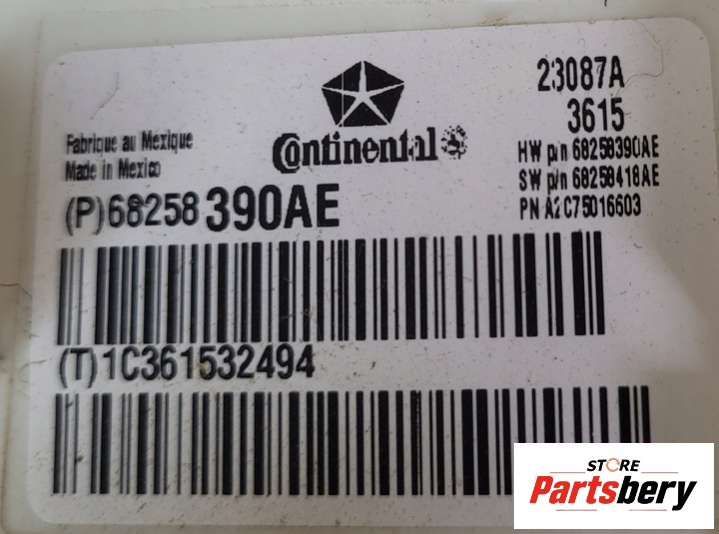 Fabrique au Mexique
Made in Mexico
Continental
23087A
3615
HW p/n 68258390AE
SW p/n 68258418AE
PN A2C75016603
(P)68258 390AE
(T)1C361532494
STORE
Partsbery